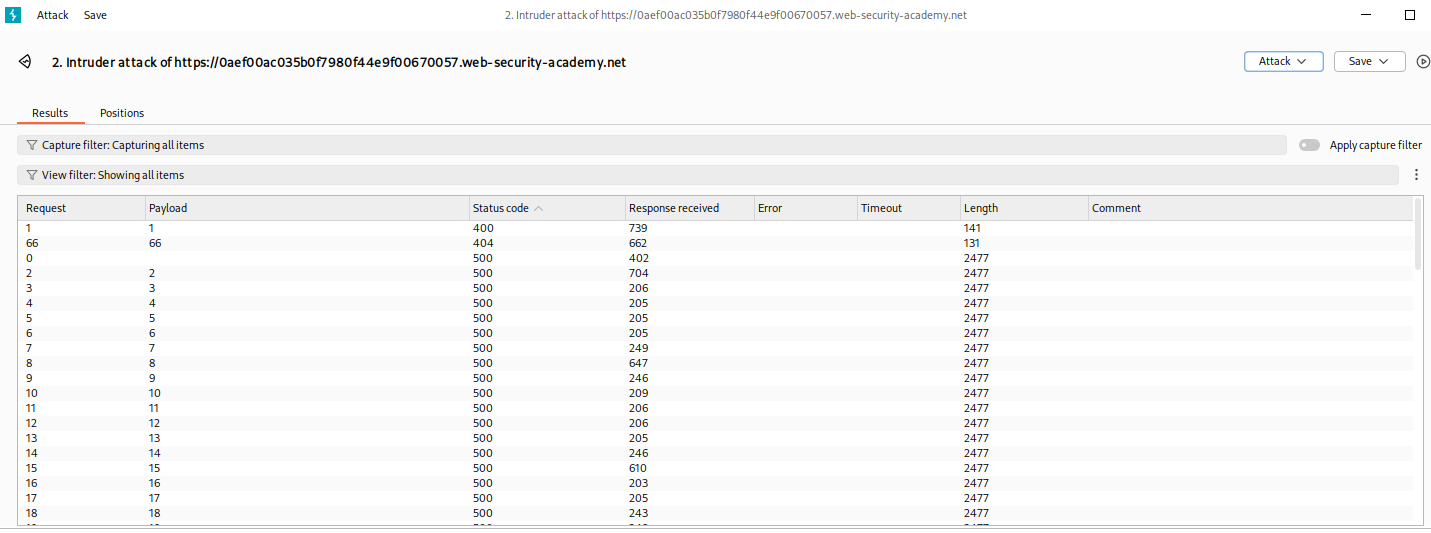 Attack Save 2. Intruder attack of https://0aef00ac035b0f7980f44e9f00670057.web-security-academy.net
2. Intruder attack of https://0aef00ac035b0f7980f44e9f00670057.web-security-academy.net Attack Save
Results Positions
Capture filter: Capturing all items Apply capture filter
View filter: Showing all items
Request Payload Status code Response received Error Timeout Length Comment
1 1 400 739 141
66 66 404 662 131
0 500 402 2477
2 2 500 704 2477
3 3 500 206 2477
4 4 500 205 2477
5 5 500 205 2477
6 6 500 205 2477
7 7 500 249 2477
8 8 500 647 2477
9 9 500 246 2477
10 10 500 209 2477
11 11 500 206 2477
12 12 500 206 2477
13 13 500 205 2477
14 14 500 246 2477
15 15 500 610 2477
16 16 500 203 2477
17 17 500 205 2477
18 18 500 243 2477